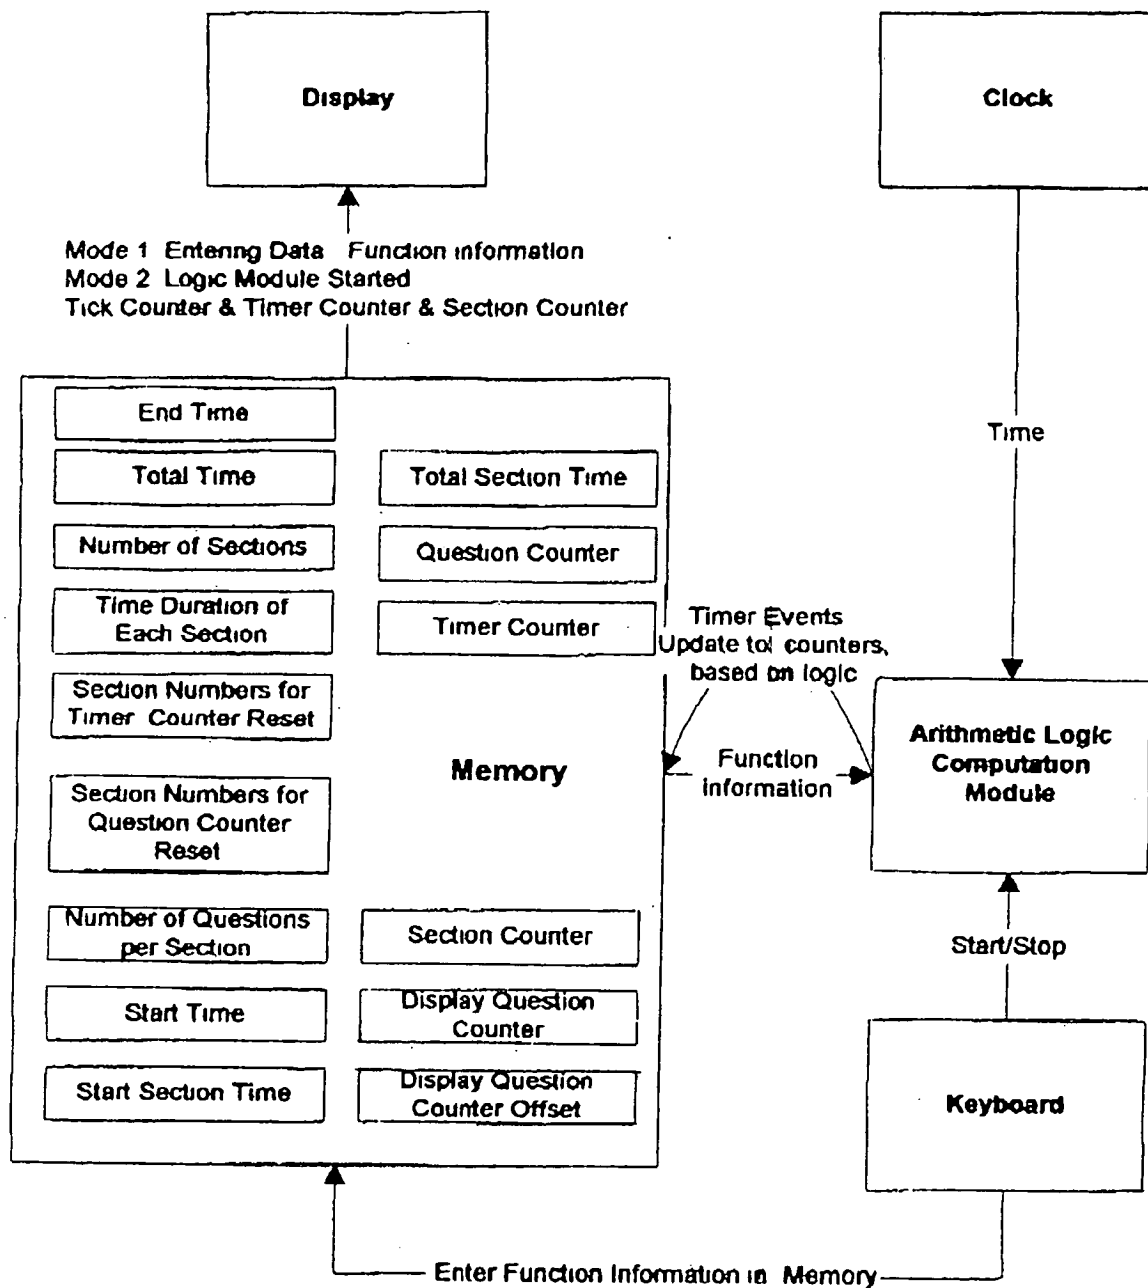 Display
Clock
Mode 1 Entering Data Function information
Mode 2 Logic Module Started
Tick Counter & Timer Counter & Section Counter
Time
End Time
Total Time
Number of Sections
Time Duration of
Each Section
Section Numbers for
Timer Counter Reset
Section Numbers for
Question Counter
Reset
Number of Questions
per Section
Start Time
Start Section Time
Total Section Time
Question Counter
Timer Counter
Memory
Section Counter
Display Question
Counter
Display Question
Counter Offset
Timer Events
Update to counters,
based on logic
Function
information
Arithmetic Logic
Computation
Module
Start/Stop
Keyboard
Enter Function Information in Memory